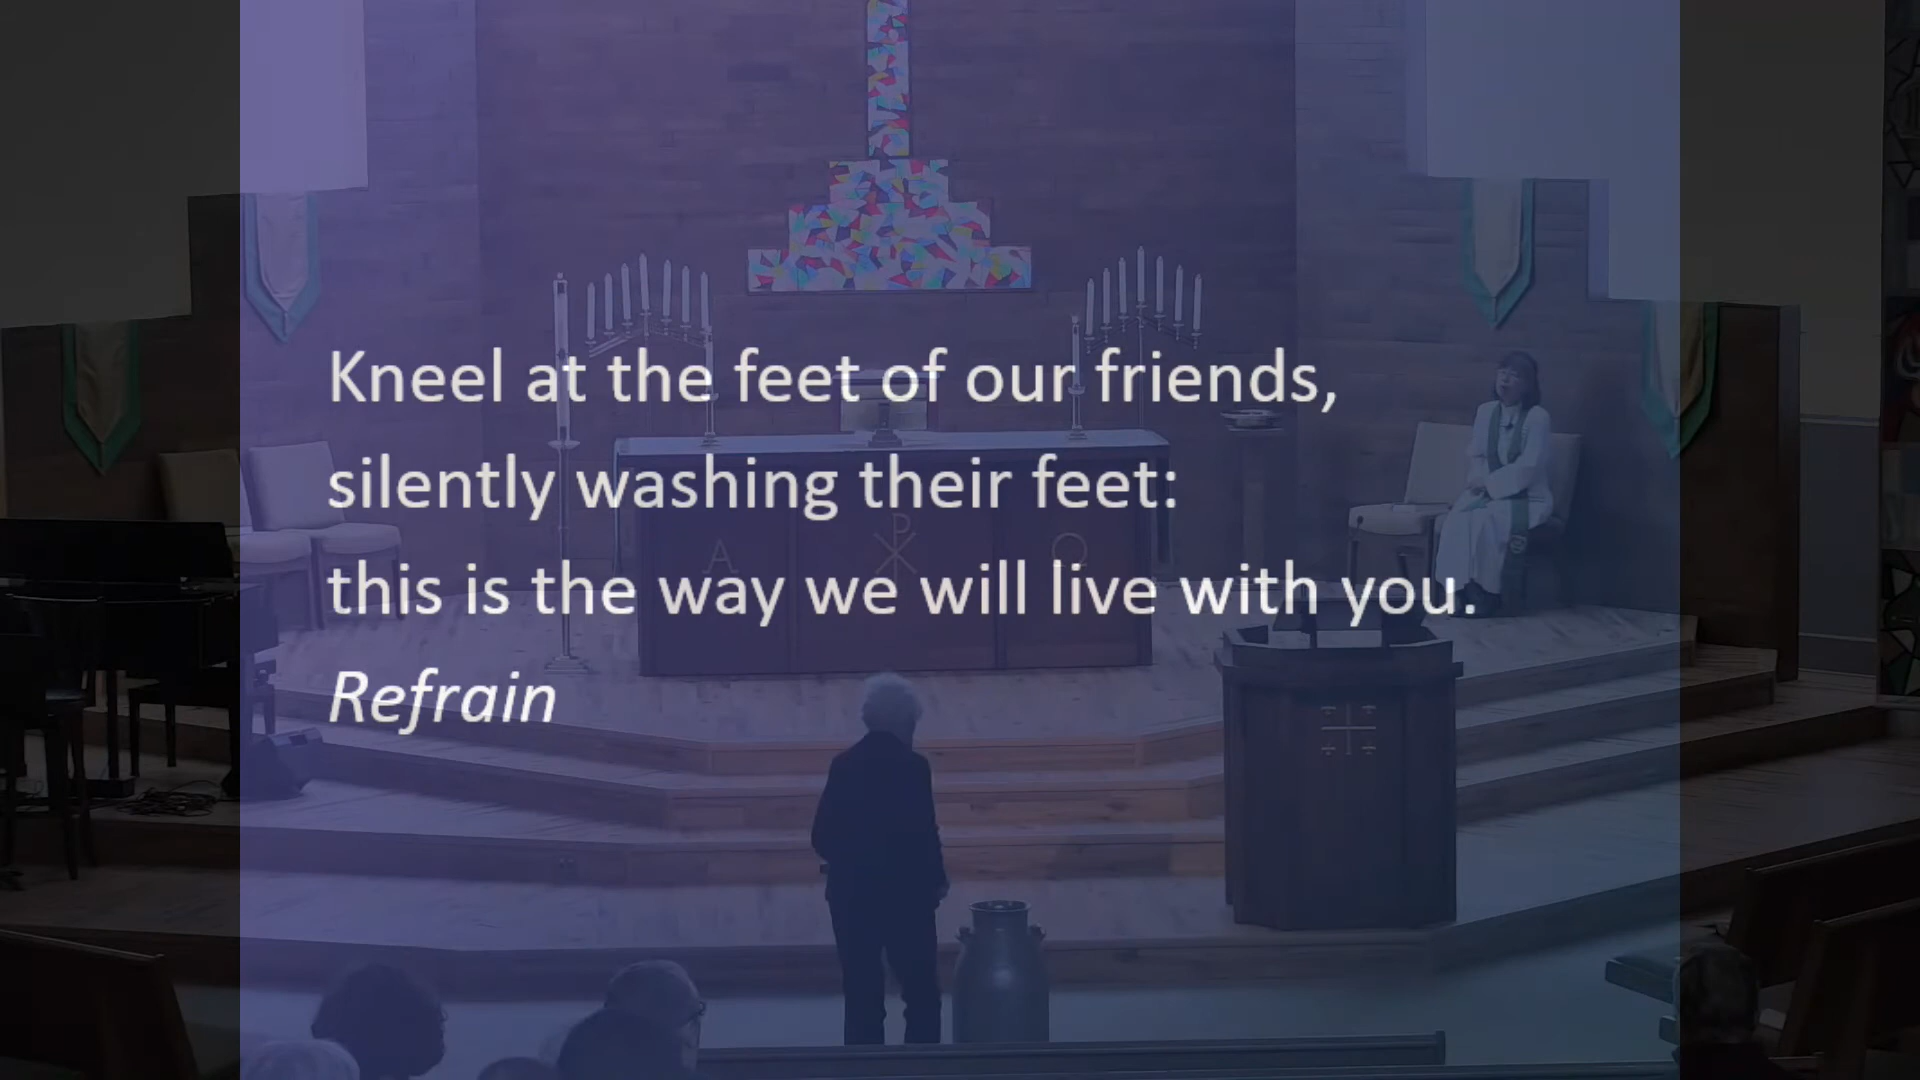 Kneel at the feet of our friends,
silently washing their feet:
this is the way we will live with you.
Refrain
Α ☧ Ω